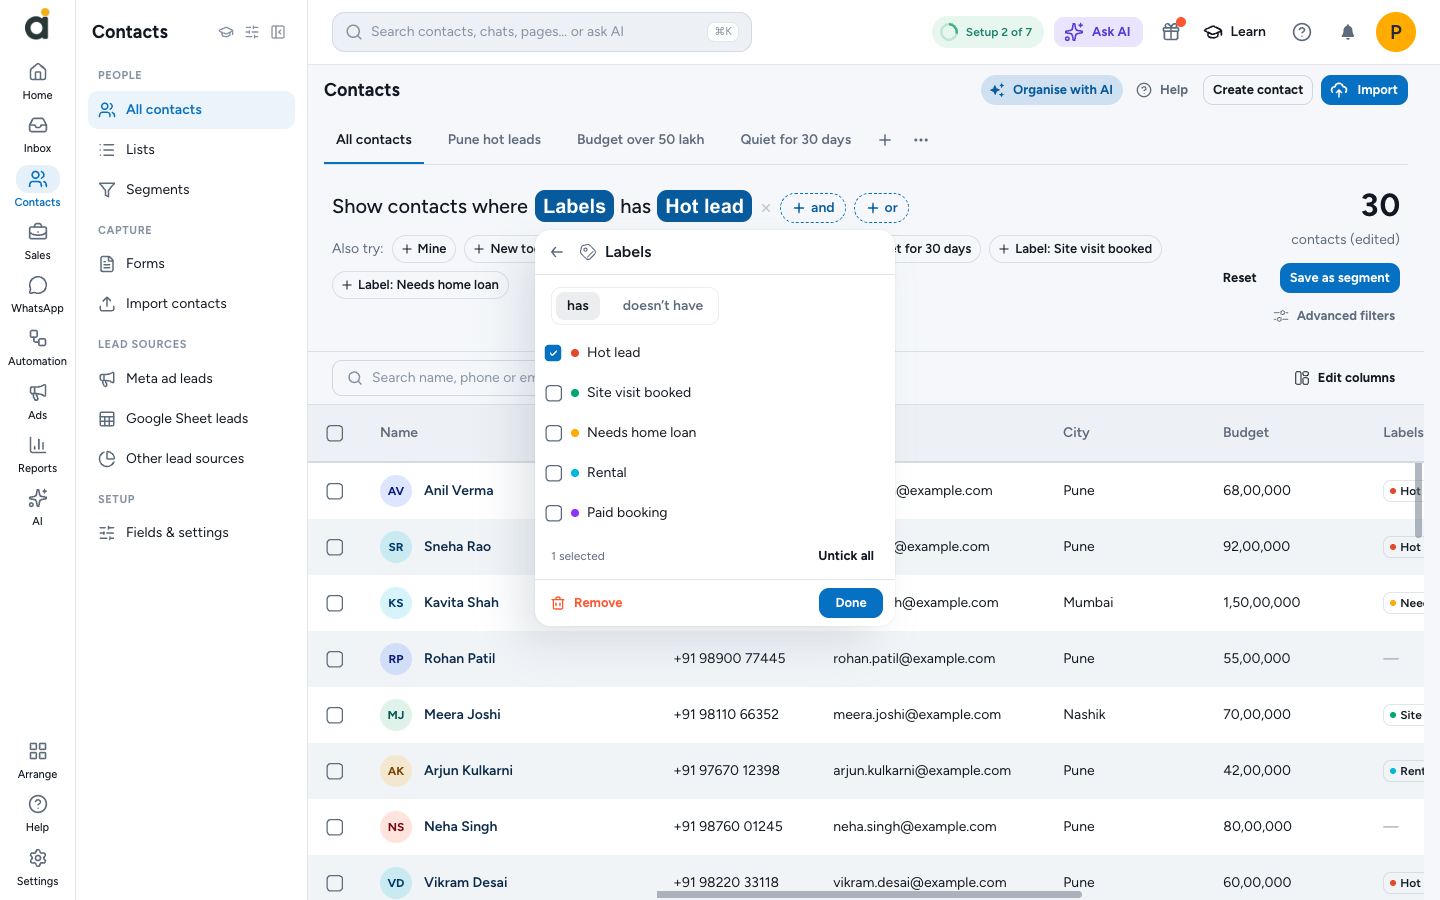 Search contacts, chats, pages... or ask AI
⌘K
Setup 2 of 7
Ask AI
Learn
P
Home
Inbox
Contacts
Sales
WhatsApp
Automation
Ads
Reports
AI
Arrange
Help
Settings
Contacts
PEOPLE
All contacts
Lists
Segments
CAPTURE
Forms
Import contacts
LEAD SOURCES
Meta ad leads
Google Sheet leads
Other lead sources
SETUP
Fields & settings
Contacts
Organise with AI
Help
Create contact
Import
All contacts
Pune hot leads
Budget over 50 lakh
Quiet for 30 days
Show contacts where Labels has Hot lead × + and + or
30
contacts (edited)
Also try: + Mine + New to
t for 30 days + Label: Site visit booked
+ Label: Needs home loan
Reset
Save as segment
Advanced filters
Labels
has
doesn't have
Hot lead
Site visit booked
Needs home loan
Rental
Paid booking
1 selected
Untick all
Remove
Done
Search name, phone or em
Edit columns
Name City Budget Labels
AV Anil Verma @example.com Pune 68,00,000 Hot
SR Sneha Rao @example.com Pune 92,00,000 Hot
KS Kavita Shah h@example.com Mumbai 1,50,00,000 Nee
RP Rohan Patil +91 98900 77445 rohan.patil@example.com Pune 55,00,000 —
MJ Meera Joshi +91 98110 66352 meera.joshi@example.com Nashik 70,00,000 Site
AK Arjun Kulkarni +91 97670 12398 arjun.kulkarni@example.com Pune 42,00,000 Rent
NS Neha Singh +91 98760 01245 neha.singh@example.com Pune 80,00,000 —
VD Vikram Desai +91 98220 33118 vikram.desai@example.com Pune 60,00,000 Hot